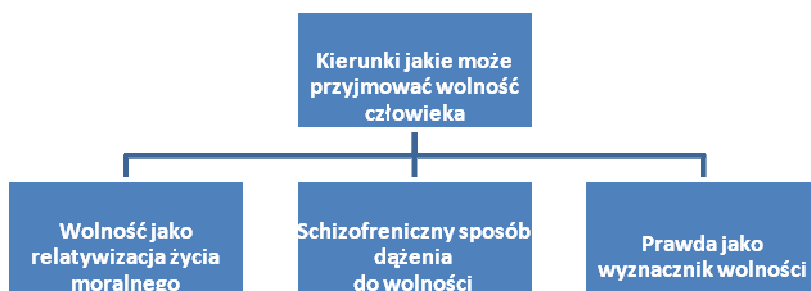 Kierunki jakie może
przyjmować wolność
człowieka
Wolność jako
relatywizacja życia
moralnego
Schizofreniczny sposób
dążenia
do wolności
Prawda jako
wyznacznik wolności